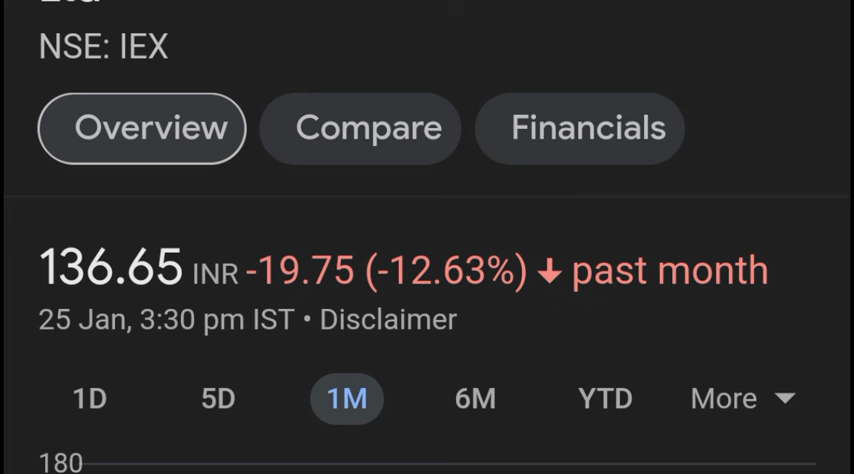 Ltd
NSE: IEX
Overview Compare Financials
136.65 INR -19.75 (-12.63%) ↓ past month
25 Jan, 3:30 pm IST • Disclaimer
1D 5D 1M 6M YTD More
180